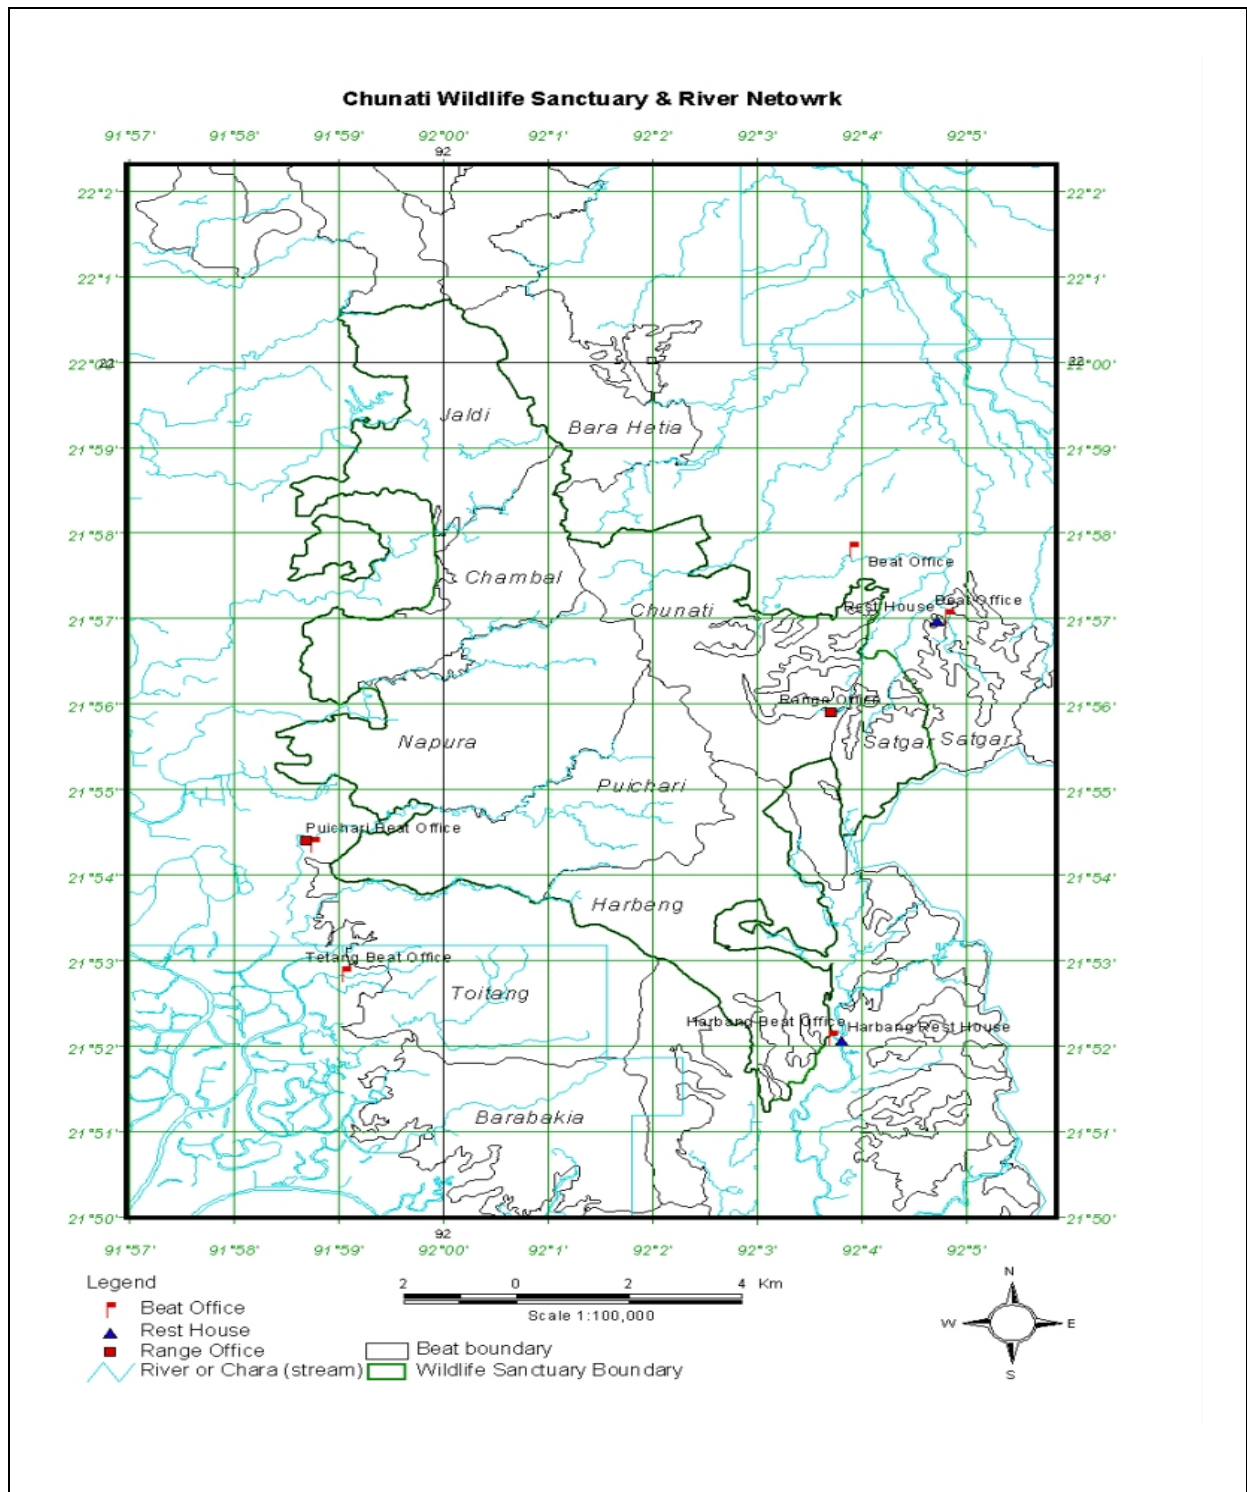 Chunati Wildlife Sanctuary & River Netowrk
91°57' 91°58' 91°59' 92°00' 92°1' 92°2' 92°3' 92°4' 92°5'
92
22°2' 22°2'
22°1' 22°1'
22°00' 22 22 22°00'
Jaldi
Bara Hatia
21°59' 21°59'
21°58' 21°58'
Beat Office
Chambal
Rest House Beat Office
Chunati
21°57' 21°57'
Range Office
21°56' 21°56'
Napura Satgar Satgar
Puichari
21°55' 21°55'
Puichari Beat Office
21°54' 21°54'
Harbang
Tetang Beat Office
21°53' 21°53'
Toitang
Harbang Beat Office Harbang Rest House
21°52' 21°52'
Barabakia
21°51' 21°51'
21°50' 21°50'
92
91°57' 91°58' 91°59' 92°00' 92°1' 92°2' 92°3' 92°4' 92°5'
Legend
Beat Office
Rest House
Range Office
River or Chara (stream)
Beat boundary
Wildlife Sanctuary Boundary
2 0 2 4 Km
Scale 1:100,000
N
W E
S